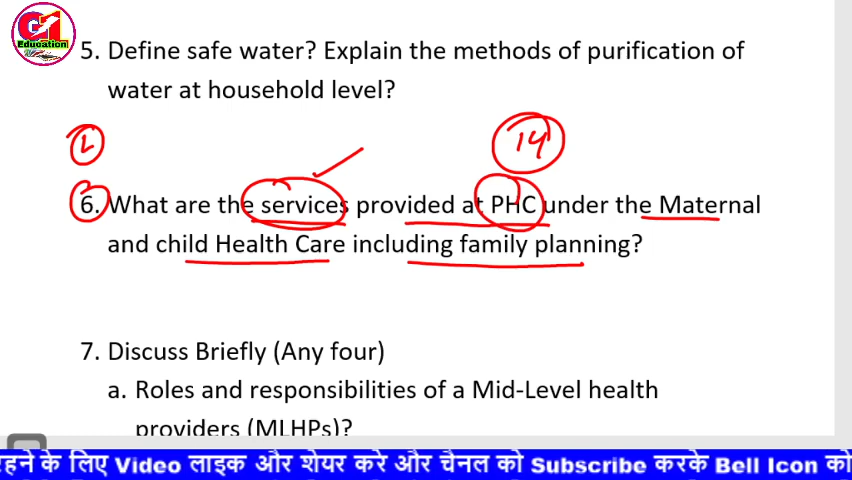 GI
Education
5. Define safe water? Explain the methods of purification of
water at household level?
14
6. What are the services provided at PHC under the Maternal
and child Health Care including family planning?
7. Discuss Briefly (Any four)
a. Roles and responsibilities of a Mid-Level health
providers (MLHPs)?
रहने के लिए Video लाइक और शेयर करे और चैनल को Subscribe करके Bell Icon को